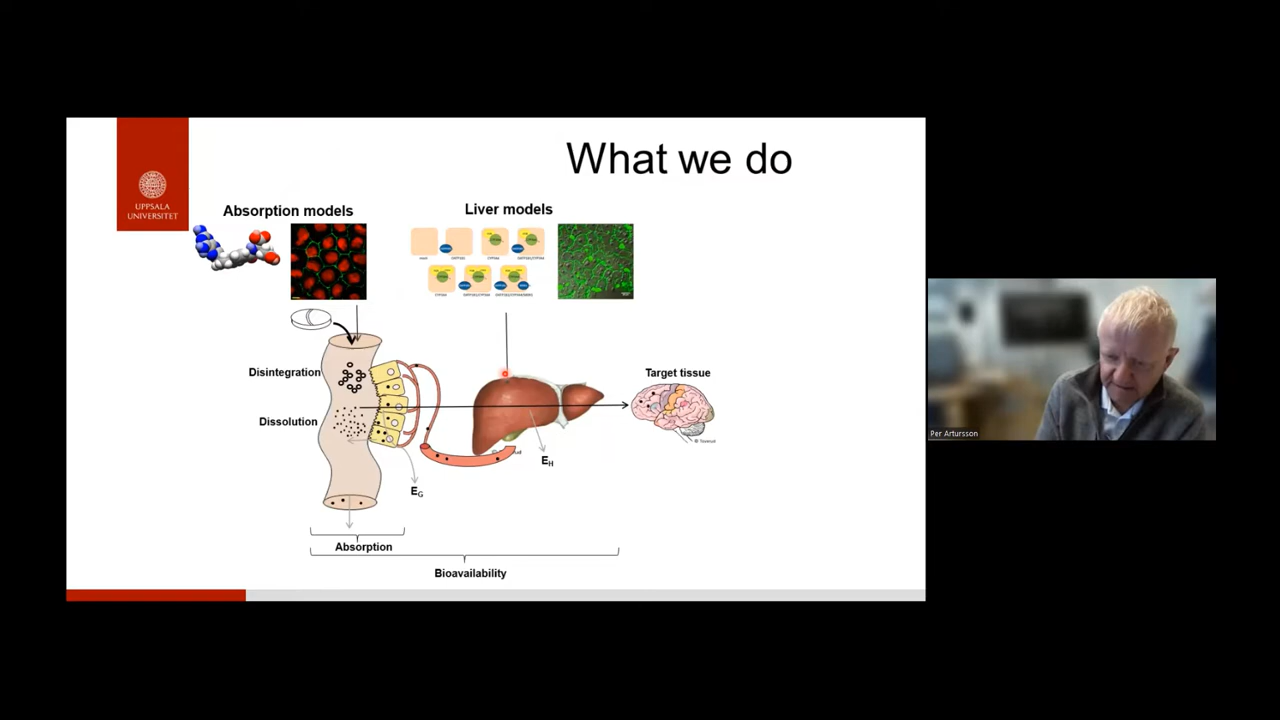 What we do
UPPSALA
UNIVERSITET
Absorption models
Liver models
Disintegration
Dissolution
Target tissue
E_H
E_G
Absorption
Bioavailability
Per Artursson